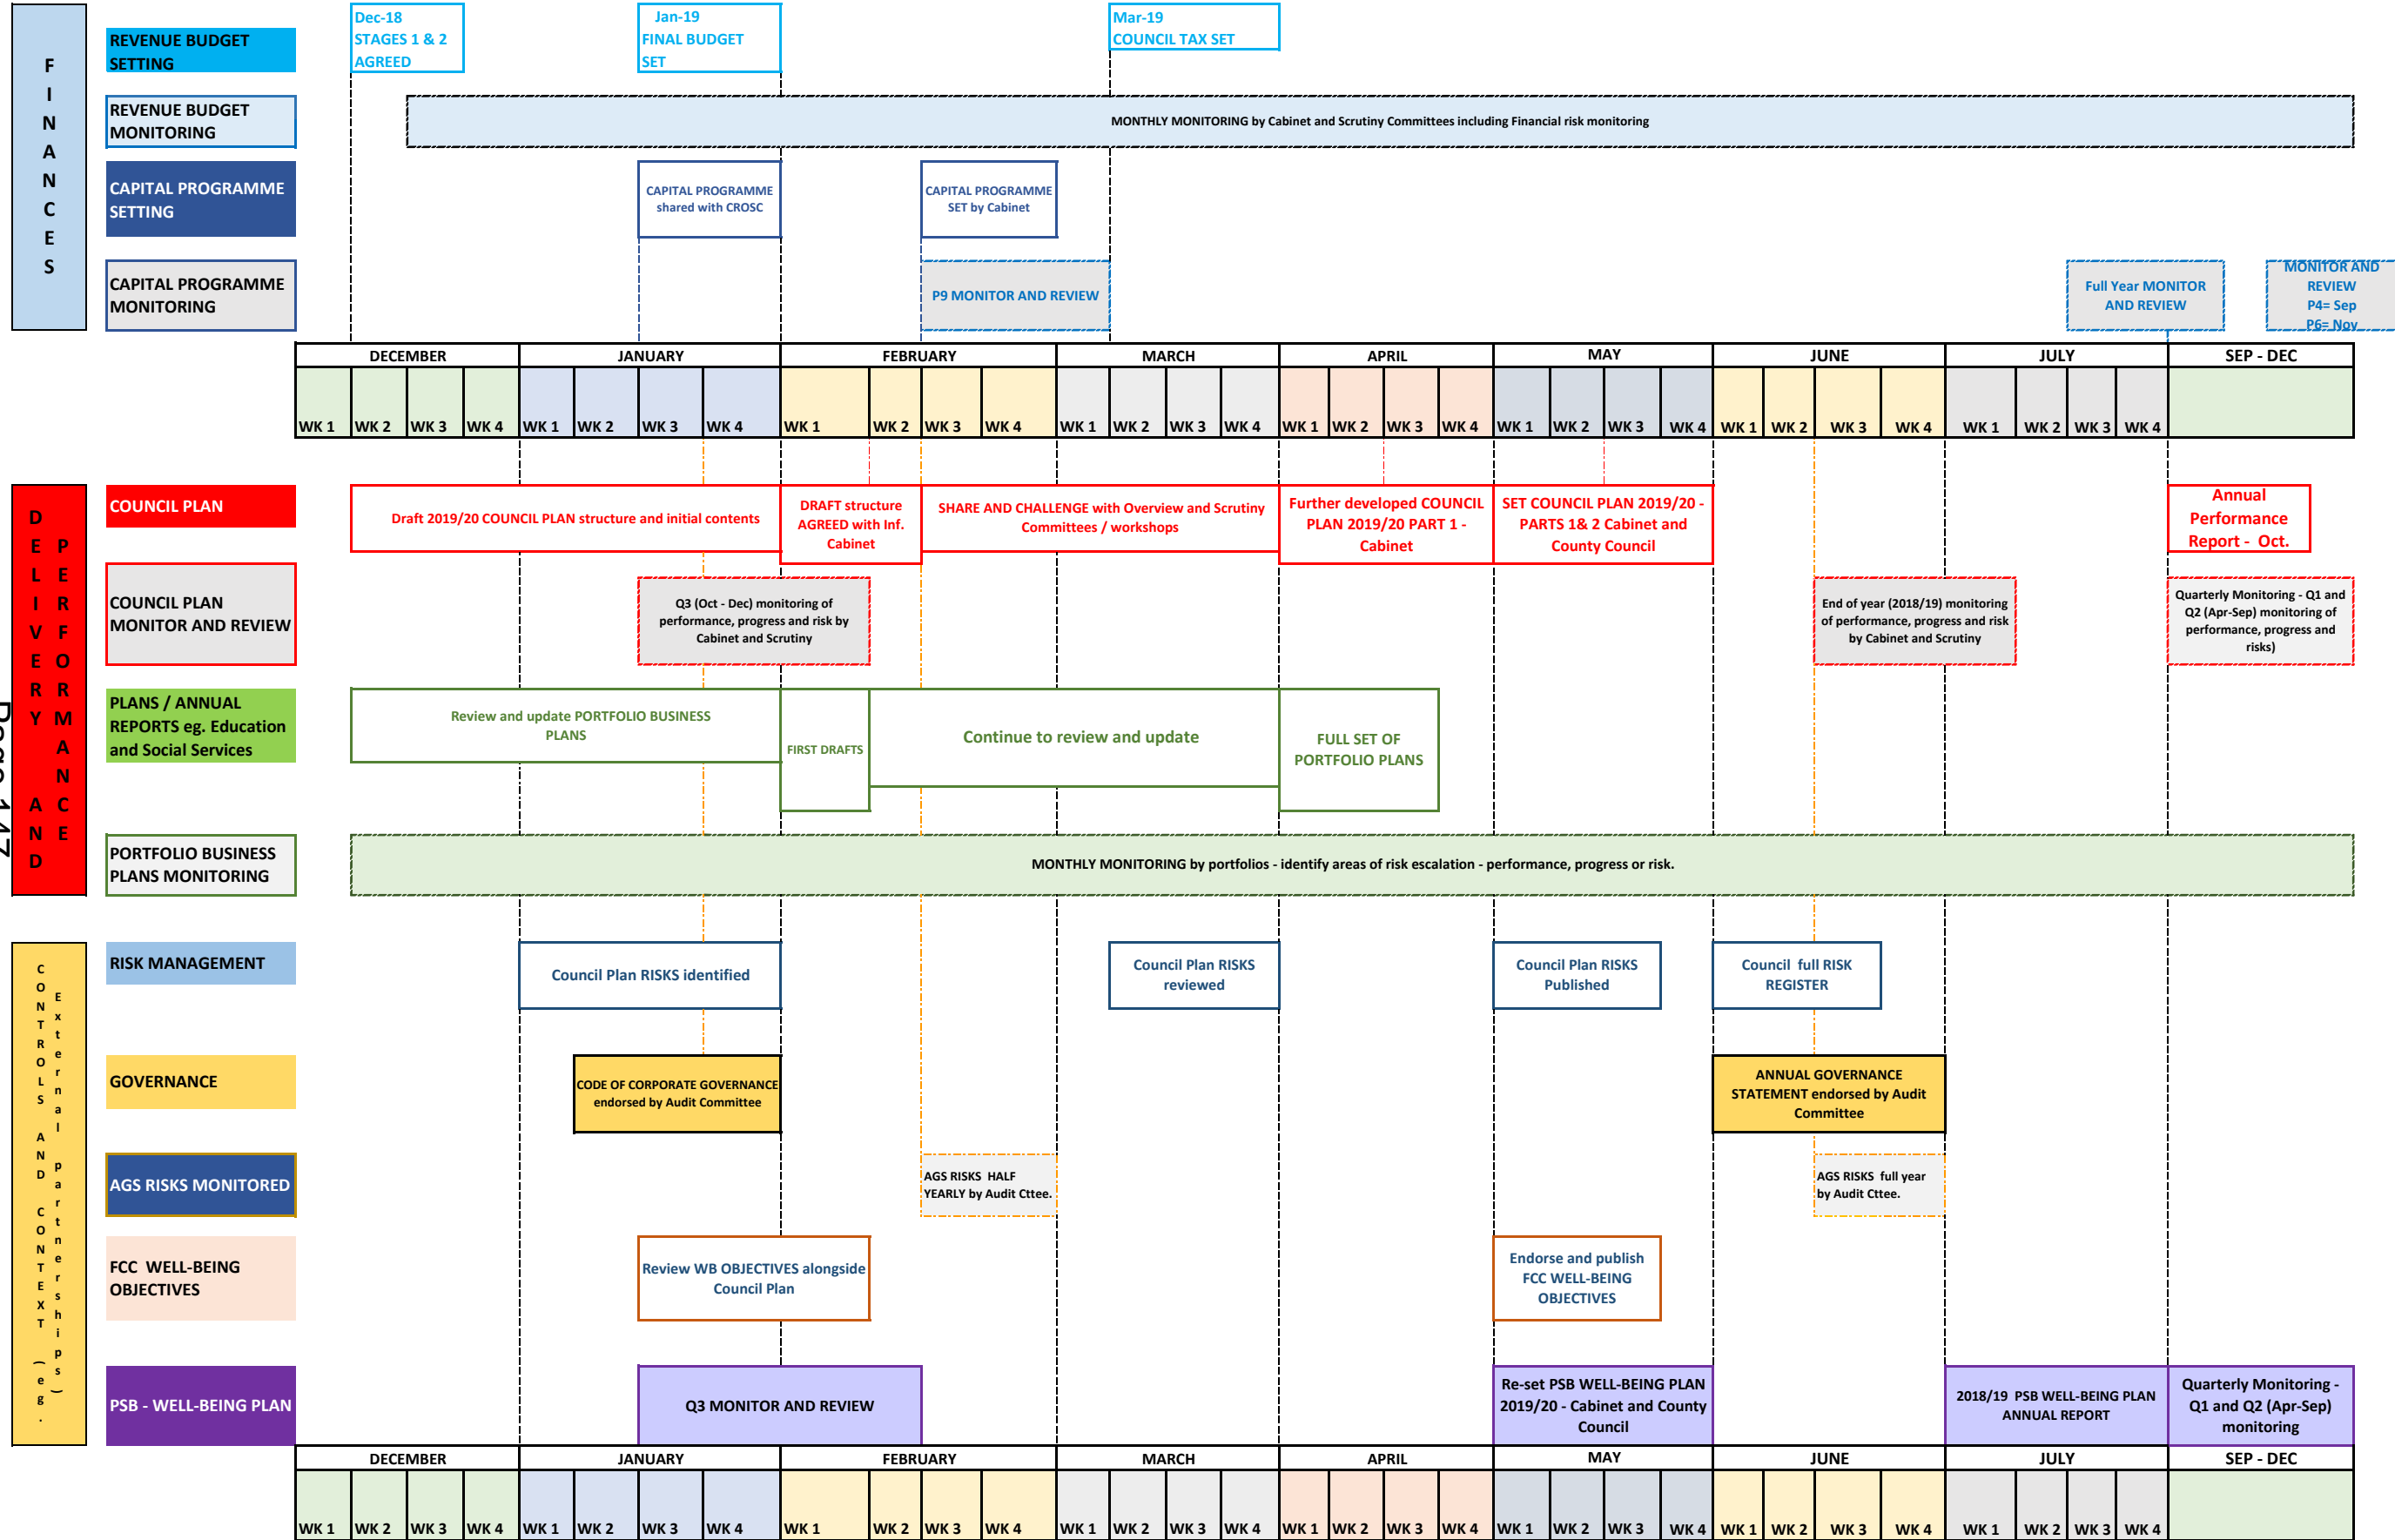 FINANCES
REVENUE BUDGET
SETTING
Dec-18
STAGES 1 & 2
AGREED
Jan-19
FINAL BUDGET
SET
Mar-19
COUNCIL TAX SET
REVENUE BUDGET
MONITORING
MONTHLY MONITORING by Cabinet and Scrutiny Committees including Financial risk monitoring
CAPITAL PROGRAMME
SETTING
CAPITAL PROGRAMME
shared with CROSC
CAPITAL PROGRAMME
SET by Cabinet
CAPITAL PROGRAMME
MONITORING
P9 MONITOR AND REVIEW
Full Year MONITOR
AND REVIEW
MONITOR AND
REVIEW
P4= Sep
P6= Nov
DECEMBER JANUARY FEBRUARY MARCH APRIL MAY JUNE JULY SEP - DEC
WK 1 WK 2 WK 3 WK 4 WK 1 WK 2 WK 3 WK 4 WK 1 WK 2 WK 3 WK 4 WK 1 WK 2 WK 3 WK 4 WK 1 WK 2 WK 3 WK 4 WK 1 WK 2 WK 3 WK 4 WK 1 WK 2 WK 3 WK 4 WK 1 WK 2 WK 3 WK 4
DELIVERY AND
PERFORMANCE
COUNCIL PLAN
Draft 2019/20 COUNCIL PLAN structure and initial contents
DRAFT structure
AGREED with Inf.
Cabinet
SHARE AND CHALLENGE with Overview and Scrutiny
Committees / workshops
Further developed COUNCIL
PLAN 2019/20 PART 1 -
Cabinet
SET COUNCIL PLAN 2019/20 -
PARTS 1& 2 Cabinet and
County Council
Annual
Performance
Report - Oct.
COUNCIL PLAN
MONITOR AND REVIEW
Q3 (Oct - Dec) monitoring of
performance, progress and risk by
Cabinet and Scrutiny
End of year (2018/19) monitoring
of performance, progress and risk
by Cabinet and Scrutiny
Quarterly Monitoring - Q1 and
Q2 (Apr-Sep) monitoring of
performance, progress and
risks)
PLANS / ANNUAL
REPORTS eg. Education
and Social Services
Review and update PORTFOLIO BUSINESS
PLANS
FIRST DRAFTS
Continue to review and update
FULL SET OF
PORTFOLIO PLANS
PORTFOLIO BUSINESS
PLANS MONITORING
MONTHLY MONITORING by portfolios - identify areas of risk escalation - performance, progress or risk.
CONTROLS AND CONTEXT (eg.
External partnerships)
RISK MANAGEMENT
Council Plan RISKS identified
Council Plan RISKS
reviewed
Council Plan RISKS
Published
Council full RISK
REGISTER
GOVERNANCE
CODE OF CORPORATE GOVERNANCE
endorsed by Audit Committee
ANNUAL GOVERNANCE
STATEMENT endorsed by Audit
Committee
AGS RISKS MONITORED
AGS RISKS HALF
YEARLY by Audit Cttee.
AGS RISKS full year
by Audit Cttee.
FCC WELL-BEING
OBJECTIVES
Review WB OBJECTIVES alongside
Council Plan
Endorse and publish
FCC WELL-BEING
OBJECTIVES
PSB - WELL-BEING PLAN
Q3 MONITOR AND REVIEW
Re-set PSB WELL-BEING PLAN
2019/20 - Cabinet and County
Council
2018/19 PSB WELL-BEING PLAN
ANNUAL REPORT
Quarterly Monitoring -
Q1 and Q2 (Apr-Sep)
monitoring
DECEMBER JANUARY FEBRUARY MARCH APRIL MAY JUNE JULY SEP - DEC
WK 1 WK 2 WK 3 WK 4 WK 1 WK 2 WK 3 WK 4 WK 1 WK 2 WK 3 WK 4 WK 1 WK 2 WK 3 WK 4 WK 1 WK 2 WK 3 WK 4 WK 1 WK 2 WK 3 WK 4 WK 1 WK 2 WK 3 WK 4 WK 1 WK 2 WK 3 WK 4